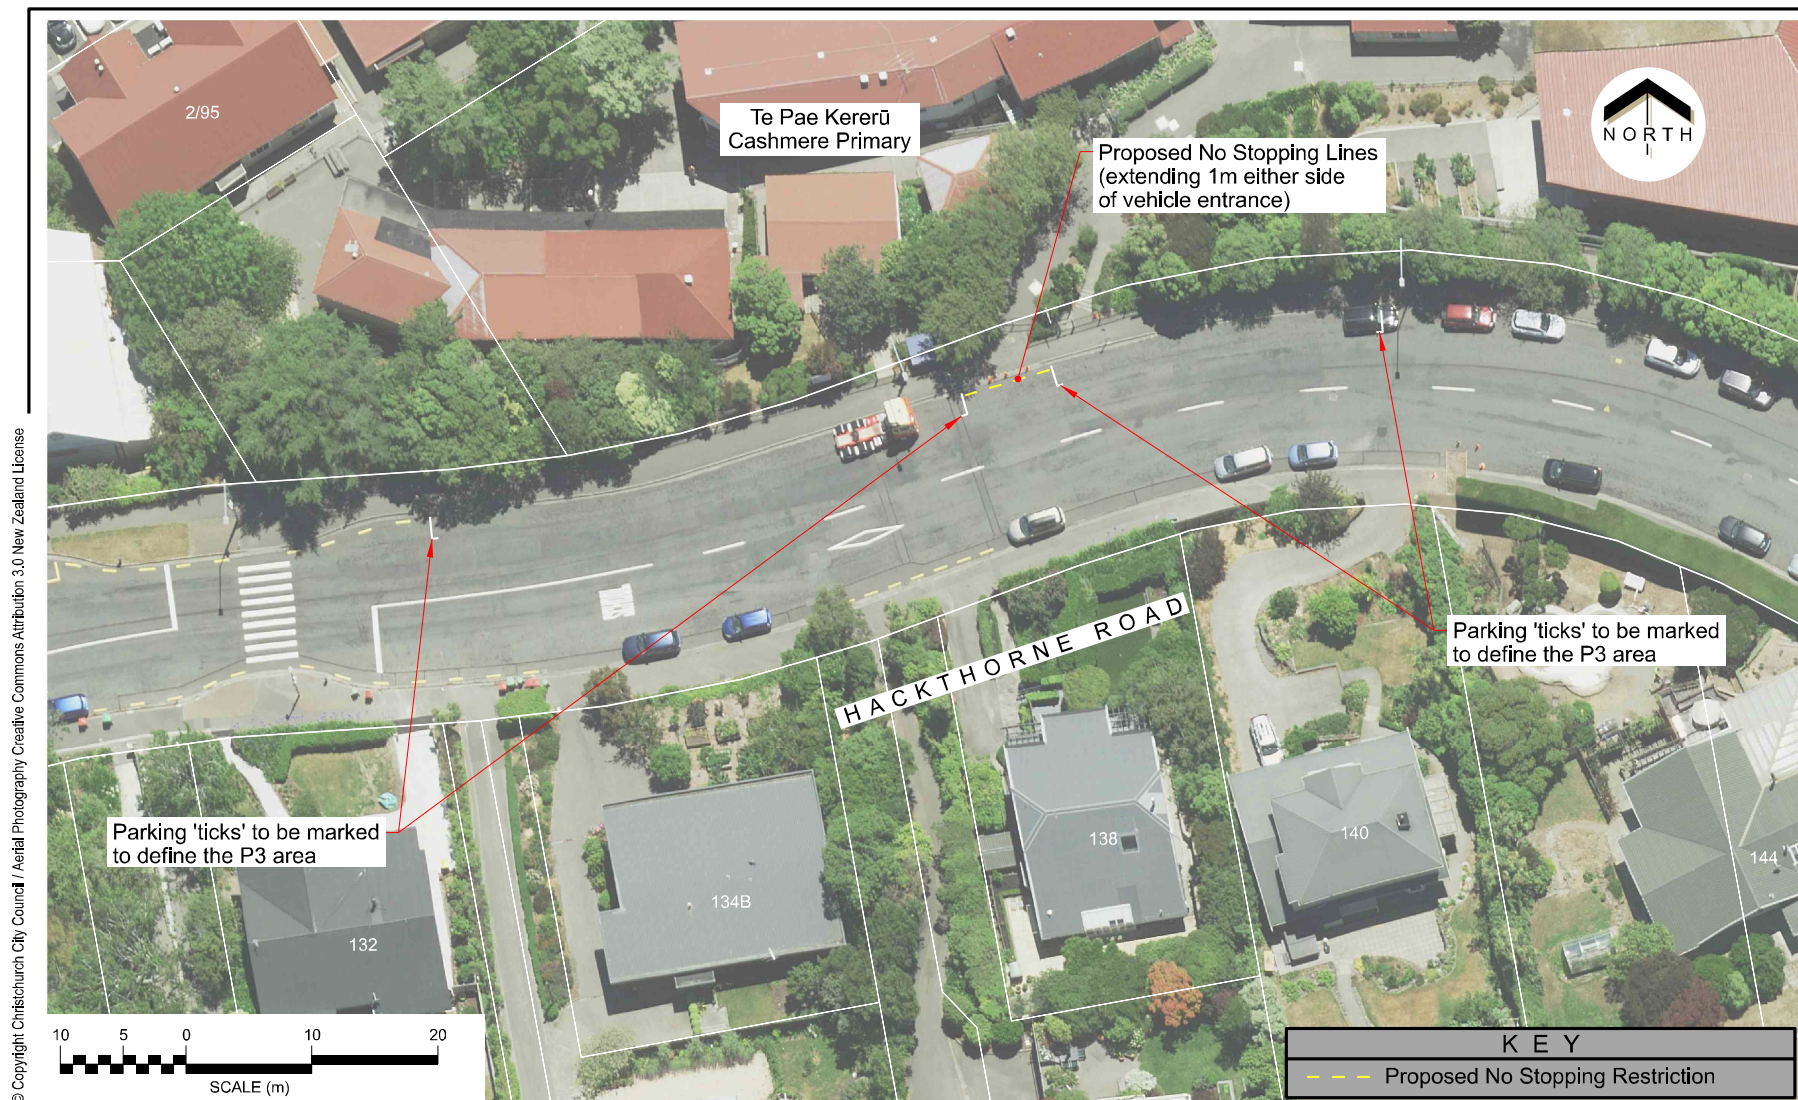 2/95
Te Pae Kererū
Cashmere Primary
NORTH
Proposed No Stopping Lines
(extending 1m either side
of vehicle entrance)
© Copyright Christchurch City Council / Aerial Photography Creative Commons Attribution 3.0 New Zealand License
HACKTHORNE ROAD
Parking 'ticks' to be marked
to define the P3 area
Parking 'ticks' to be marked
to define the P3 area
132
134B
138
140
144
10 5 0 10 20
SCALE (m)
KEY
Proposed No Stopping Restriction